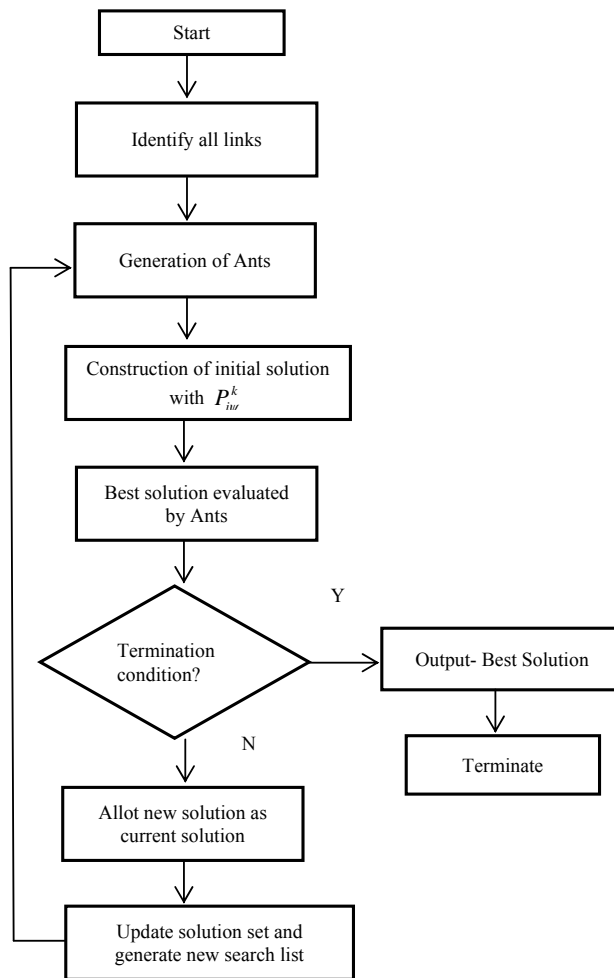 Start
Identify all links
Generation of Ants
Construction of initial solution
with P
Best solution evaluated
by Ants
Y
Termination
condition?
Output- Best Solution
N
Terminate
Allot new solution as
current solution
Update solution set and
generate new search list